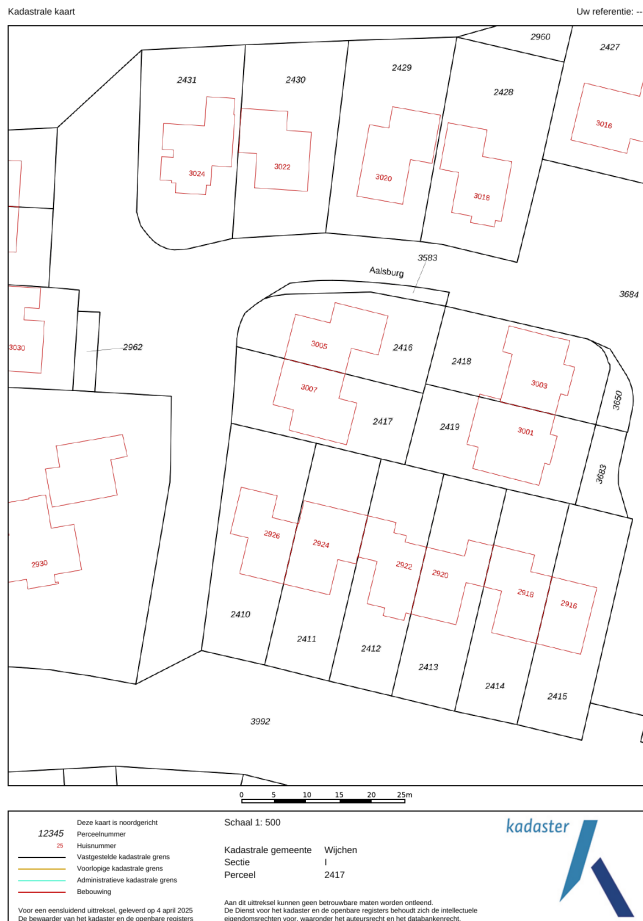 Kadastrale kaart
Uw referentie: --
2960
2427
2431
2430
2429
2428
3016
3024
3022
3020
3018
3583
Aalsburg
3684
2962
3030
3005
2416
2418
3007
3003
3650
2417
2419
3001
3683
2926
2924
2922
2920
2918
2916
2930
2410
2411
2412
2413
2414
2415
3992
0 5 10 15 20 25m
Deze kaart is noordgericht
12345 Perceelnummer
25 Huisnummer
Vastgestelde kadastrale grens
Voorlopige kadastrale grens
Administratieve kadastrale grens
Bebouwing
Voor een eensluidend uittreksel, geleverd op 4 april 2025
De bewaarder van het kadaster en de openbare registers
Schaal 1: 500
Kadastrale gemeente Wijchen
Sectie I
Perceel 2417
Aan dit uittreksel kunnen geen betrouwbare maten worden ontleend.
De Dienst voor het kadaster en de openbare registers behoudt zich de intellectuele
eigendomsrechten voor, waaronder het auteursrecht en het databankenrecht.
kadaster